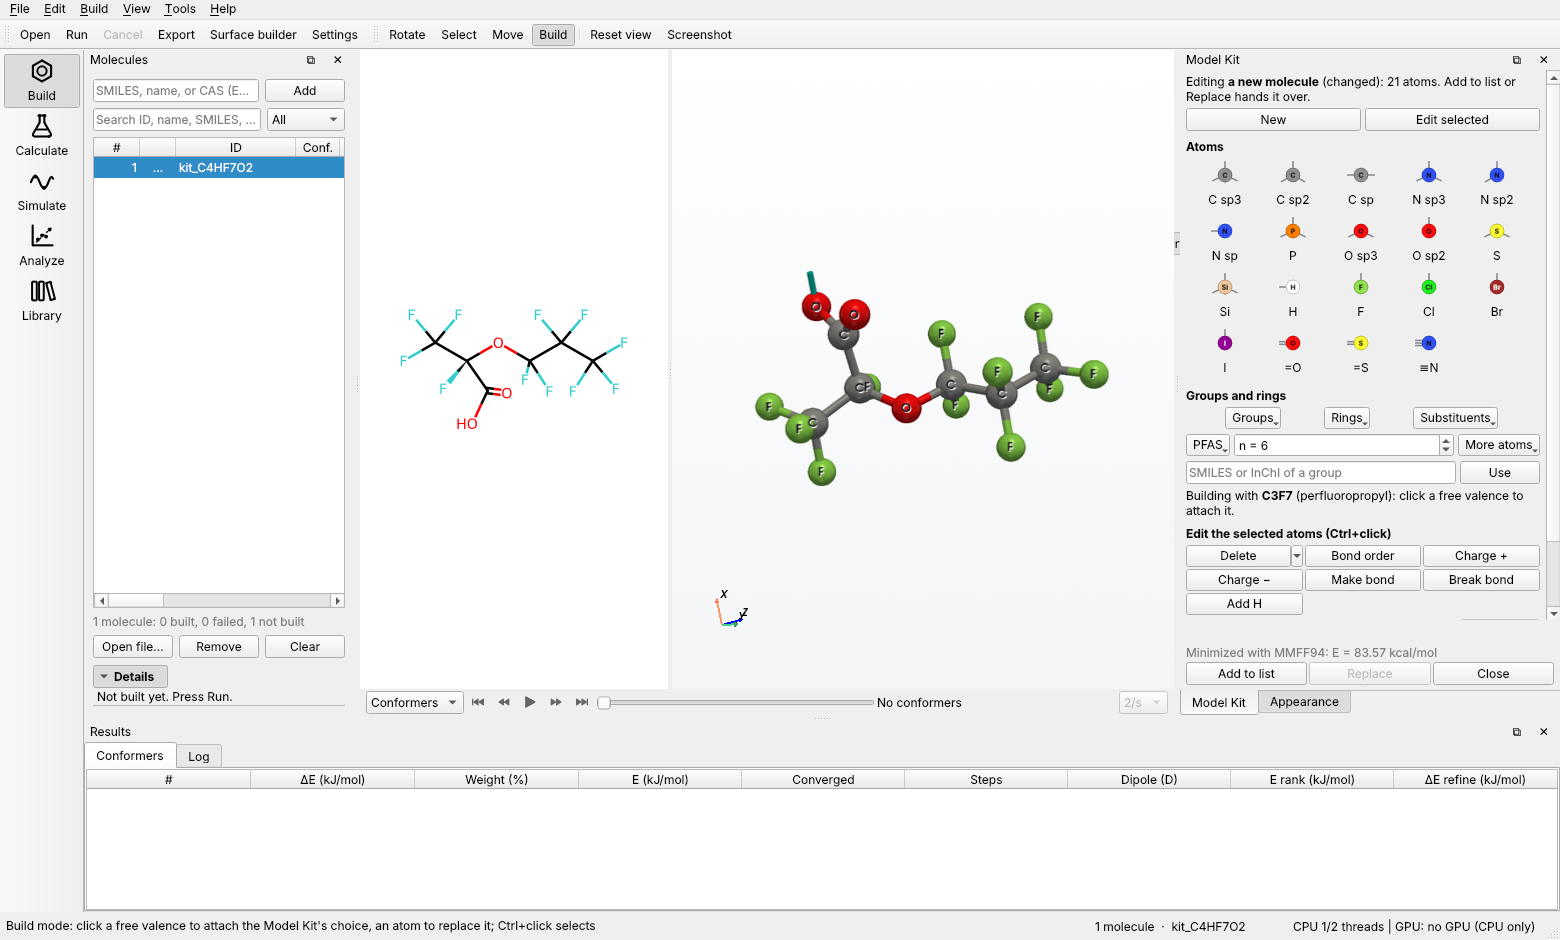 File Edit Build View Tools Help
Open Run Cancel Export Surface builder Settings Rotate Select Move Build Reset view Screenshot
Build
Calculate
Simulate
Analyze
Library
Molecules
SMILES, name, or CAS (E... Add
Search ID, name, SMILES, ... All
# ID Conf.
1 ... kit_C4HF7O2
1 molecule: 0 built, 0 failed, 1 not built
Open file... Remove Clear
Details
Not built yet. Press Run.
F F F F
F O F
F F F F F
O
HO
O O F F
C
F F C F
CF C F
F C O F C
F
F F
X
Z
Conformers No conformers 2/s
Model Kit
Editing a new molecule (changed): 21 atoms. Add to list or
Replace hands it over.
New Edit selected
Atoms
C C C N N
C sp3 C sp2 C sp N sp3 N sp2
N P O O S
N sp P O sp3 O sp2 S
Si H F Cl Br
Si H F Cl Br
I O S N
I =O =S ≡N
Groups and rings
Groups Rings Substituents
PFAS n = 6 More atoms
SMILES or InChI of a group Use
Building with C3F7 (perfluoropropyl): click a free valence to
attach it.
Edit the selected atoms (Ctrl+click)
Delete Bond order Charge +
Charge − Make bond Break bond
Add H
Minimized with MMFF94: E = 83.57 kcal/mol
Add to list Replace Close
Model Kit Appearance
Results
Conformers Log
# ΔE (kJ/mol) Weight (%) E (kJ/mol) Converged Steps Dipole (D) E rank (kJ/mol) ΔE refine (kJ/mol)
Build mode: click a free valence to attach the Model Kit's choice, an atom to replace it; Ctrl+click selects 1 molecule · kit_C4HF7O2 CPU 1/2 threads | GPU: no GPU (CPU only)